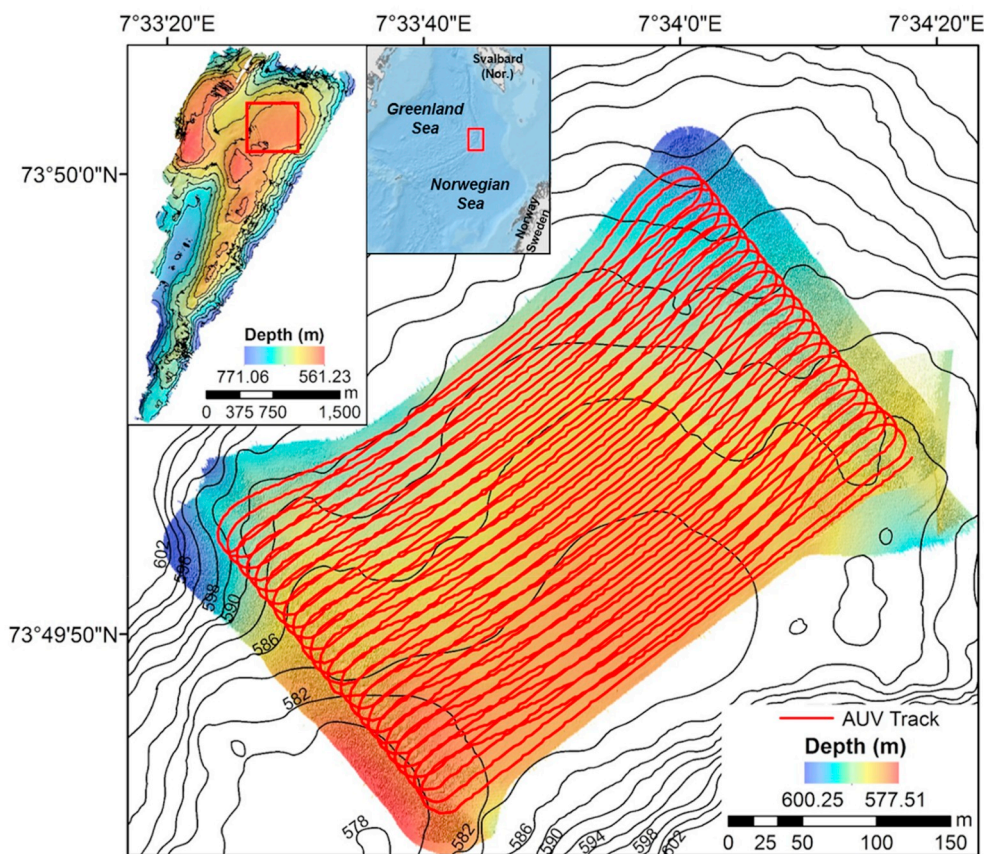 7°33'20"E
7°33'40"E
7°34'0"E
7°34'20"E
73°50'0"N
73°49'50"N
Depth (m)
771.06 561.23
m
0 375 750 1,500
Svalbard
(Nor.)
Greenland
Sea
Norwegian
Sea
Norway
Sweden
602
598
598
590
586
582
578
582
586
590
594
598
602
AUV Track
Depth (m)
600.25 577.51
m
0 25 50 100 150